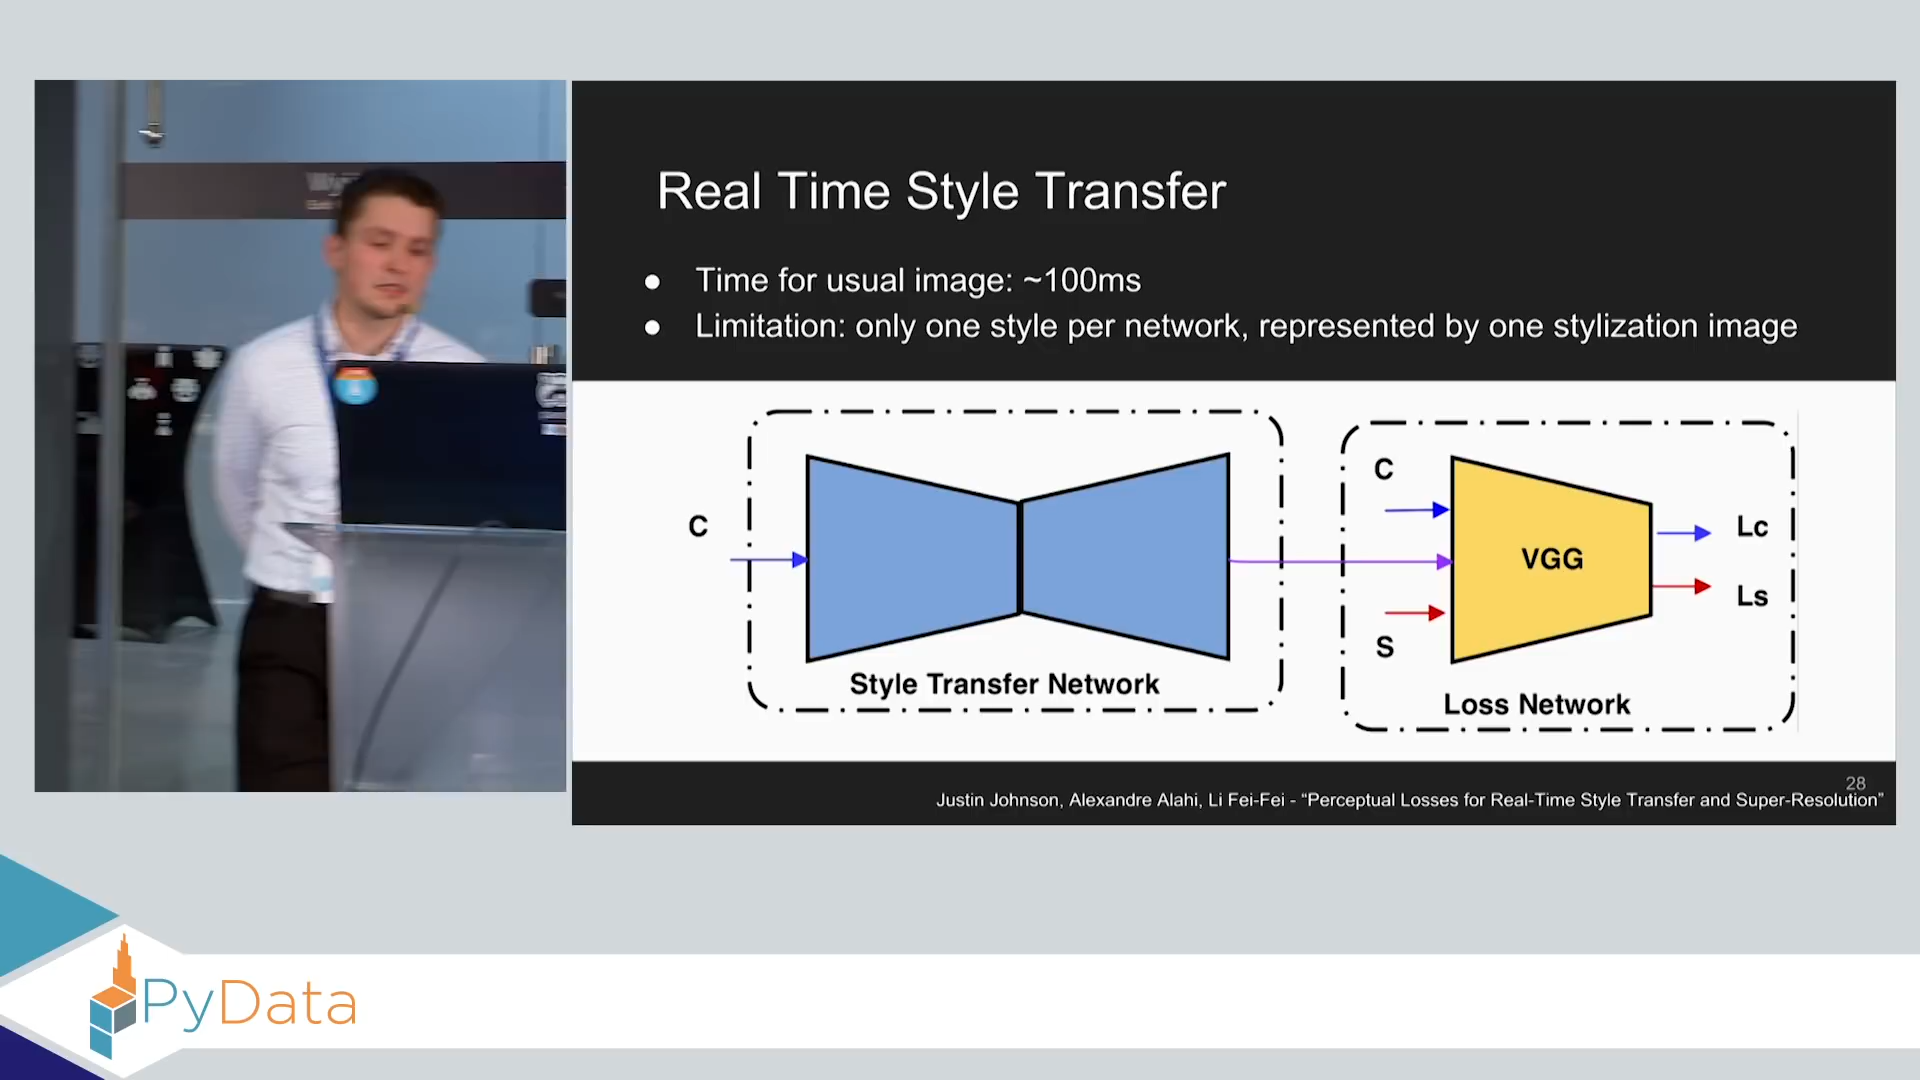 Real Time Style Transfer
● Time for usual image: ~100ms
● Limitation: only one style per network, represented by one stylization image
C
Style Transfer Network
C
S
VGG
Lc
Ls
Loss Network
28
Justin Johnson, Alexandre Alahi, Li Fei-Fei - “Perceptual Losses for Real-Time Style Transfer and Super-Resolution”
PyData